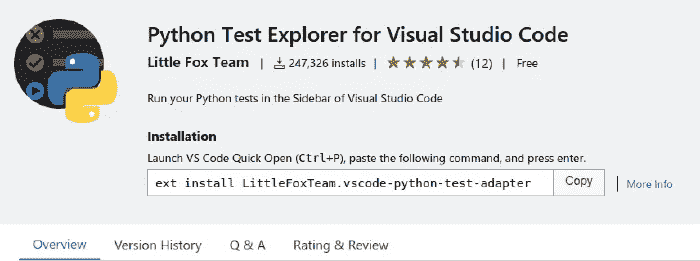 Python Test Explorer for Visual Studio Code
Little Fox Team | 247,326 installs | (12) | Free
Run your Python tests in the Sidebar of Visual Studio Code
Installation
Launch VS Code Quick Open (Ctrl+P), paste the following command, and press enter.
ext install LittleFoxTeam.vscode-python-test-adapter Copy | More Info
Overview Version History Q & A Rating & Review